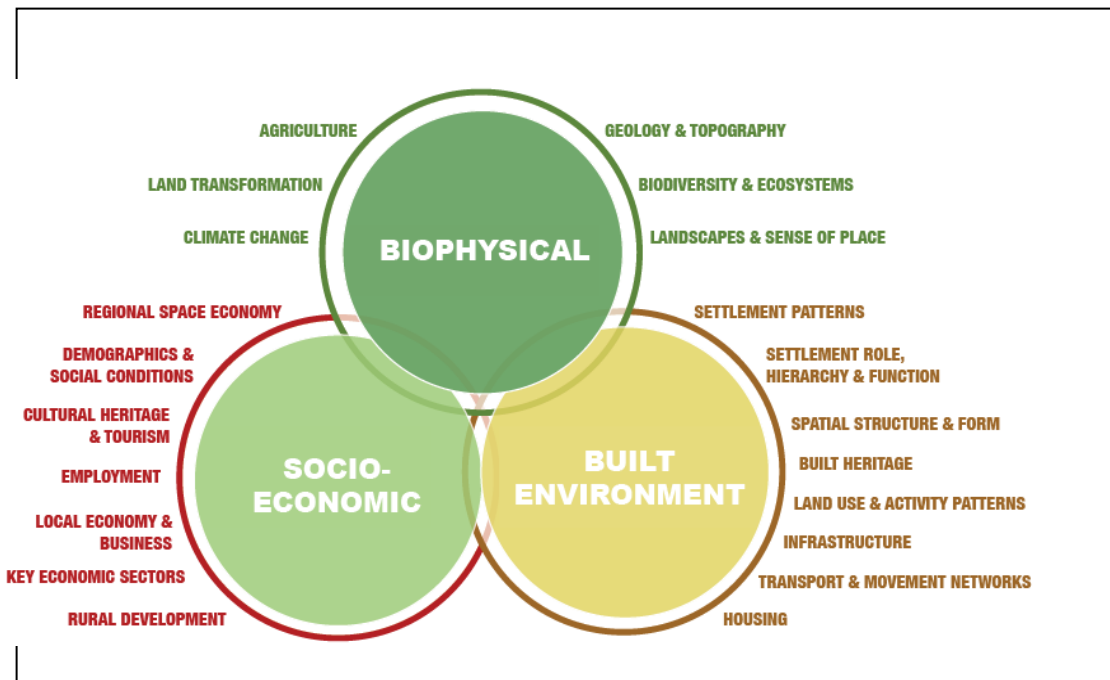 AGRICULTURE
LAND TRANSFORMATION
CLIMATE CHANGE
GEOLOGY & TOPOGRAPHY
BIODIVERSITY & ECOSYSTEMS
LANDSCAPES & SENSE OF PLACE
BIOPHYSICAL
REGIONAL SPACE ECONOMY
DEMOGRAPHICS &
SOCIAL CONDITIONS
CULTURAL HERITAGE
& TOURISM
EMPLOYMENT
LOCAL ECONOMY &
BUSINESS
KEY ECONOMIC SECTORS
RURAL DEVELOPMENT
SOCIO-
ECONOMIC
BUILT
ENVIRONMENT
SETTLEMENT PATTERNS
SETTLEMENT ROLE,
HIERARCHY & FUNCTION
SPATIAL STRUCTURE & FORM
BUILT HERITAGE
LAND USE & ACTIVITY PATTERNS
INFRASTRUCTURE
TRANSPORT & MOVEMENT NETWORKS
HOUSING